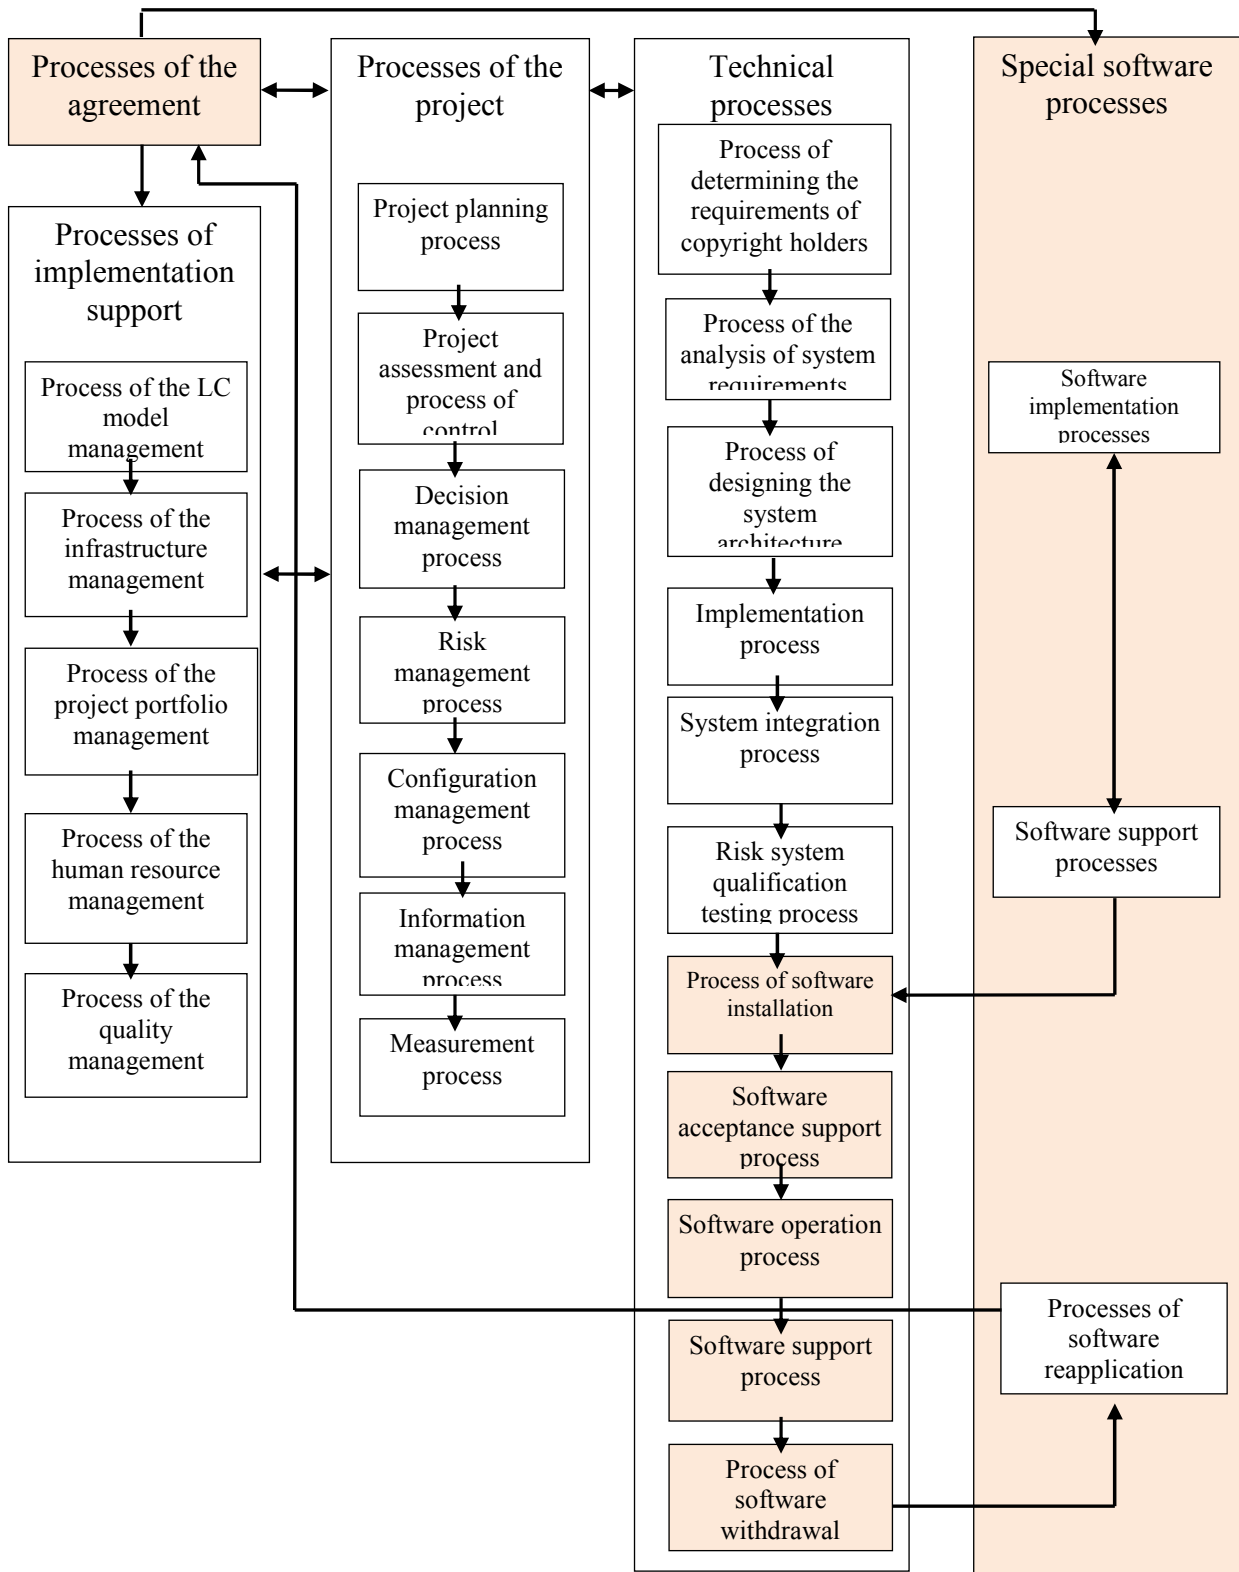 Processes of the
agreement
Processes of
implementation
support
Process of the LC
model
management
Process of the
infrastructure
management
Process of the
project portfolio
management
Process of the
human resource
management
Process of the
quality
management
Processes of the
project
Project planning
process
Project
assessment and
process of
control
Decision
management
process
Risk
management
process
Configuration
management
process
Information
management
process
Measurement
process
Technical
processes
Process of
determining the
requirements of
copyright holders
Process of the
analysis of system
requirements
Process of
designing the
system
architecture
Implementation
process
System integration
process
Risk system
qualification
testing process
Process of software
installation
Software
acceptance support
process
Software operation
process
Software support
process
Process of
software
withdrawal
Special software
processes
Software
implementation
processes
Software support
processes
Processes of
software
reapplication